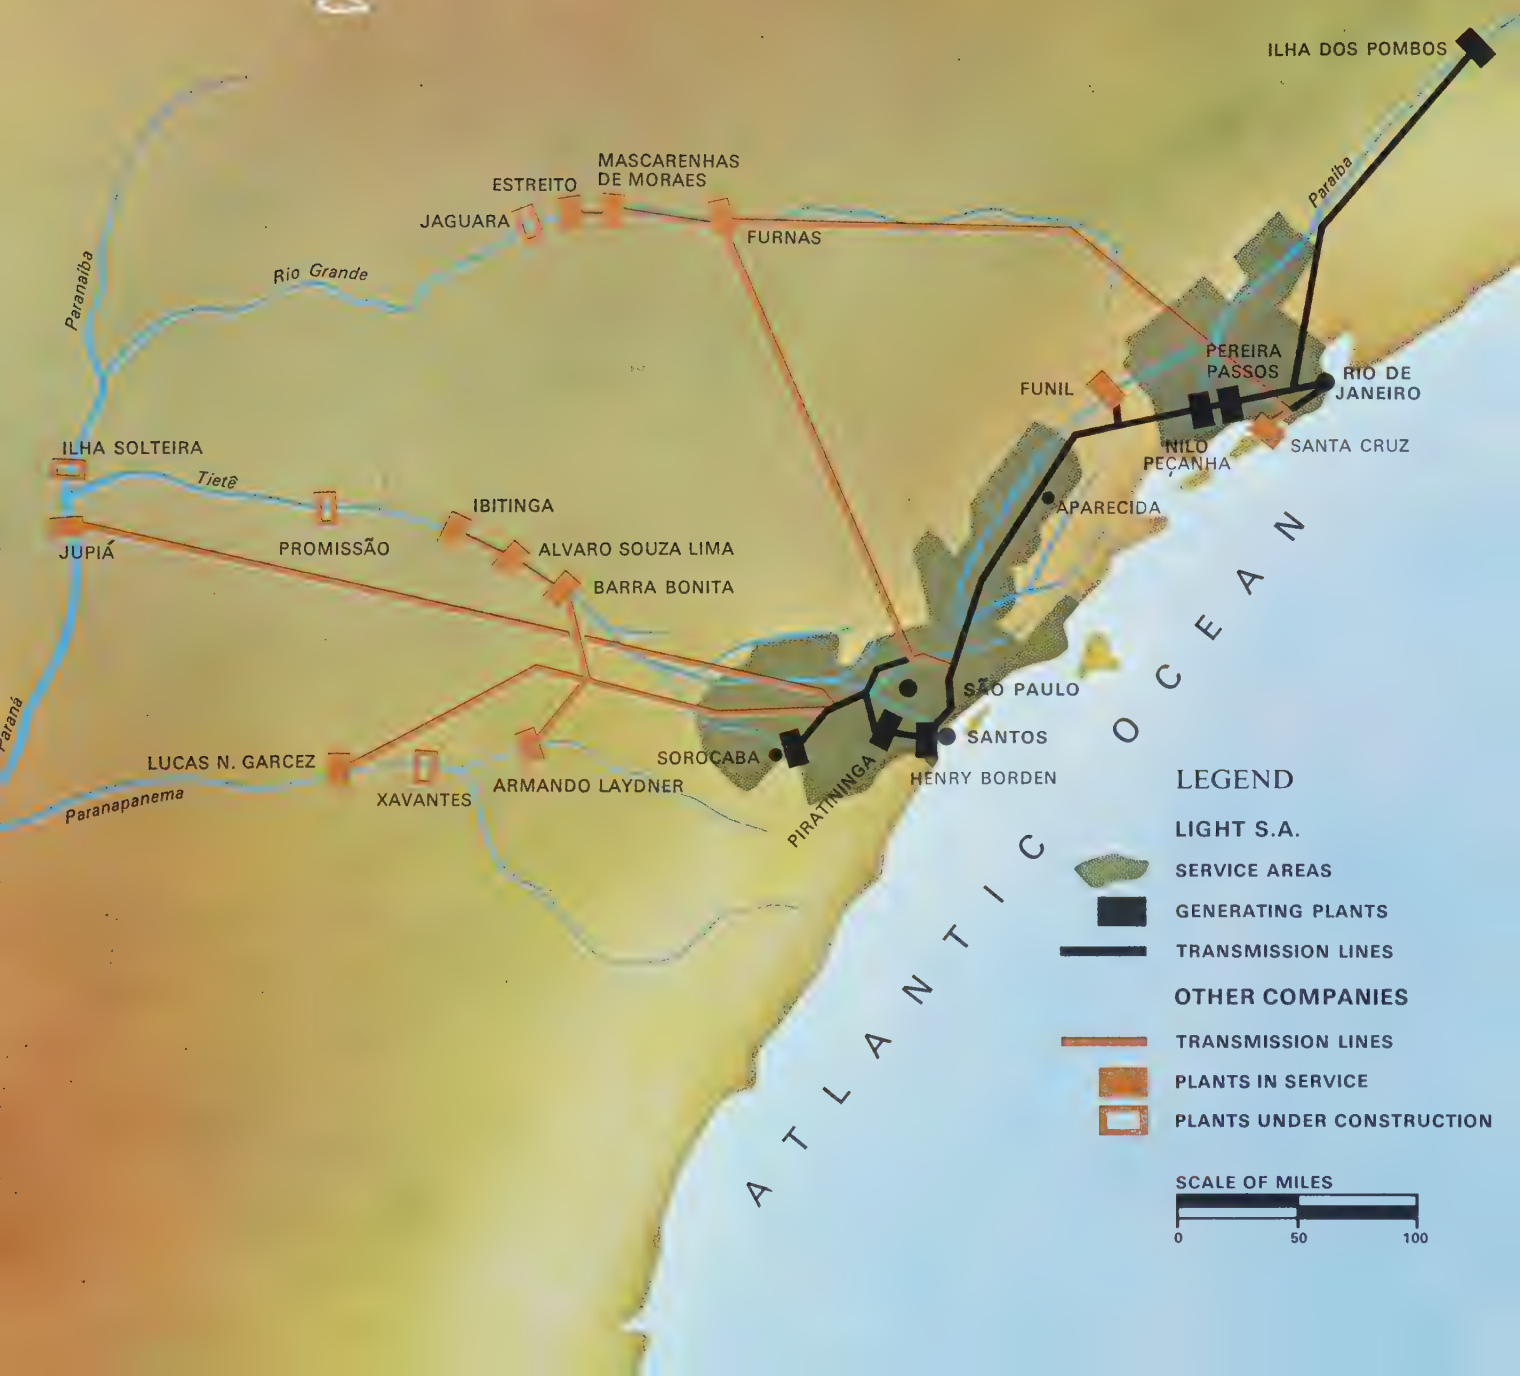 ILHA DOS POMBOS
Paraiba
MASCARENHAS
DE MORAES
ESTREITO
JAGUARA
FURNAS
Rio Grande
Paranaiba
PEREIRA
PASSOS
RIO DE
JANEIRO
FUNIL
NILO
PEÇANHA
SANTA CRUZ
ILHA SOLTEIRA
Tietê
IBITINGA
APARECIDA
JUPIÁ
PROMISSÃO
ALVARO SOUZA LIMA
BARRA BONITA
Paraná
SÃO PAULO
SANTOS
SOROCABA
LUCAS N. GARCEZ
XAVANTES
ARMANDO LAYDNER
HENRY BORDEN
PIRATININGA
Paranapanema
ATLANTIC OCEAN
LEGEND
LIGHT S.A.
SERVICE AREAS
GENERATING PLANTS
TRANSMISSION LINES
OTHER COMPANIES
TRANSMISSION LINES
PLANTS IN SERVICE
PLANTS UNDER CONSTRUCTION
SCALE OF MILES
0 50 100